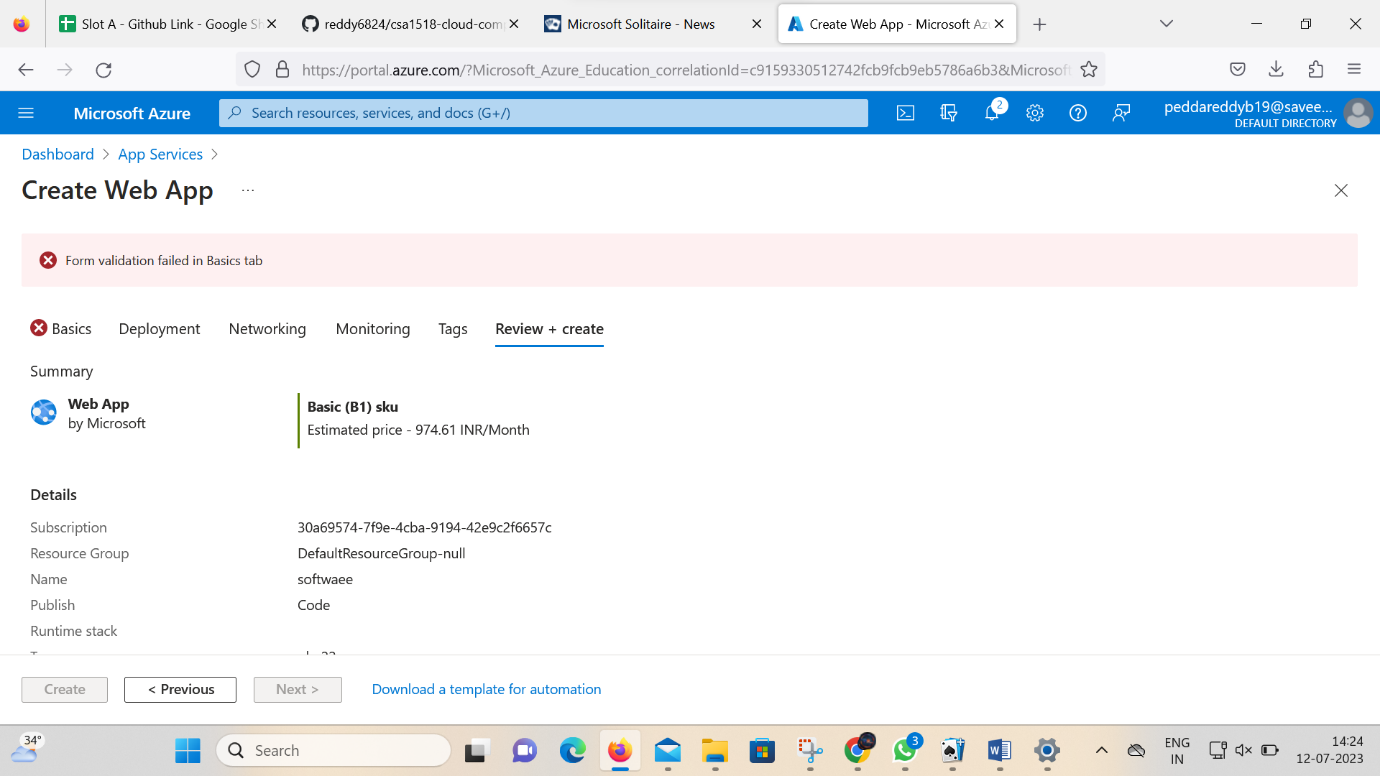 Slot A - Github Link - Google Sh
reddy6824/csa1518-cloud-comp
Microsoft Solitaire - News
Create Web App - Microsoft Az
https://portal.azure.com/?Microsoft_Azure_Education_correlationId=c9159330512742fcb9fcb9eb5786a6b3&Microsoft
Microsoft Azure
Search resources, services, and docs (G+/)
2
peddareddyb19@savee...
DEFAULT DIRECTORY
Dashboard > App Services >
Create Web App ...
Form validation failed in Basics tab
Basics Deployment Networking Monitoring Tags Review + create
Summary
Web App
by Microsoft
Basic (B1) sku
Estimated price - 974.61 INR/Month
Details
Subscription 30a69574-7f9e-4cba-9194-42e9c2f6657c
Resource Group DefaultResourceGroup-null
Name softwaee
Publish Code
Runtime stack
Create < Previous Next > Download a template for automation
34°
Search
3
ENG
IN
14:24
12-07-2023